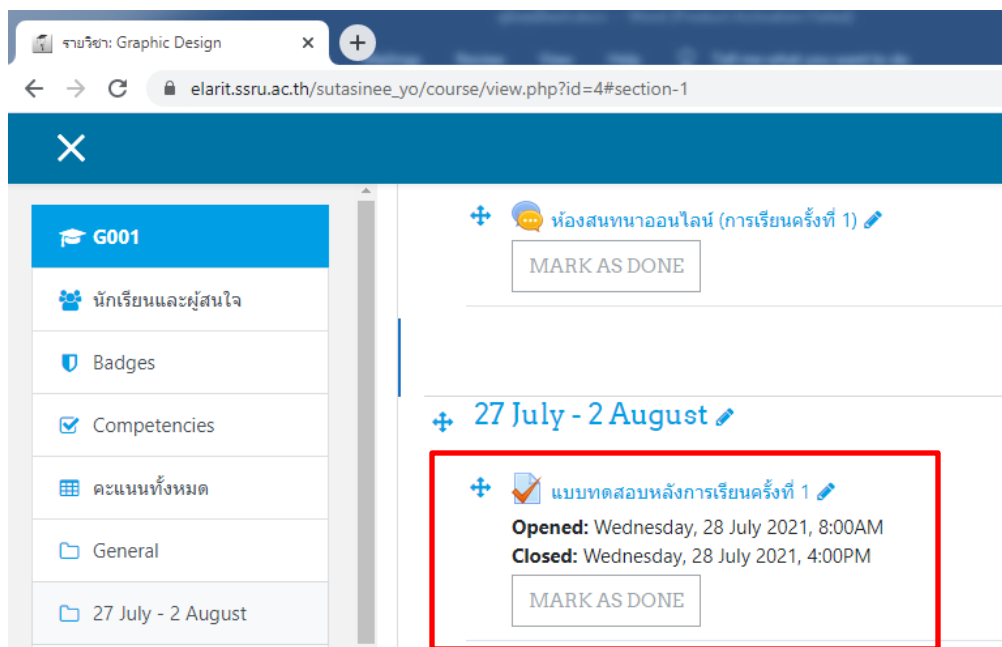 รายวิชา: Graphic Design
elarit.ssru.ac.th/sutasinee_yo/course/view.php?id=4#section-1
G001
นักเรียนและผู้สนใจ
Badges
Competencies
คะแนนทั้งหมด
General
27 July - 2 August
ห้องสนทนาออนไลน์ (การเรียนครั้งที่ 1)
MARK AS DONE
27 July - 2 August
แบบทดสอบหลังการเรียนครั้งที่ 1
Opened: Wednesday, 28 July 2021, 8:00AM
Closed: Wednesday, 28 July 2021, 4:00PM
MARK AS DONE